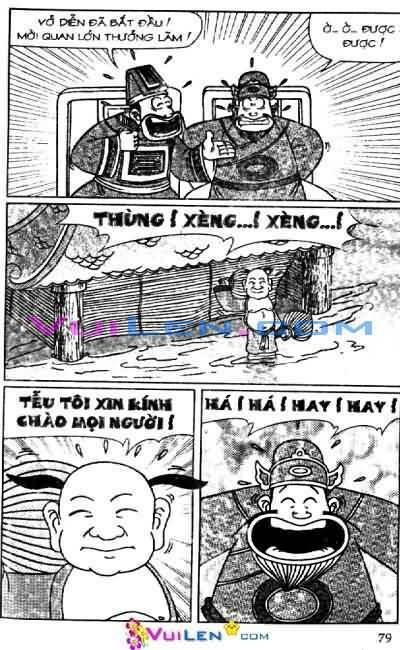 VỞ DIỄN ĐÃ BẮT ĐẦU !
MỜI QUAN LỚN THƯỞNG LÃM !
Ờ... Ờ... ĐƯỢC
ĐƯỢC !
THÙNG ! XÈNG...! XÈNG...!
VuiLen.com
TỄU TÔI XIN KÍNH
CHÀO MỌI NGƯỜI !
HÁ ! HÁ ! HAY ! HAY !
VuiLen.com
79